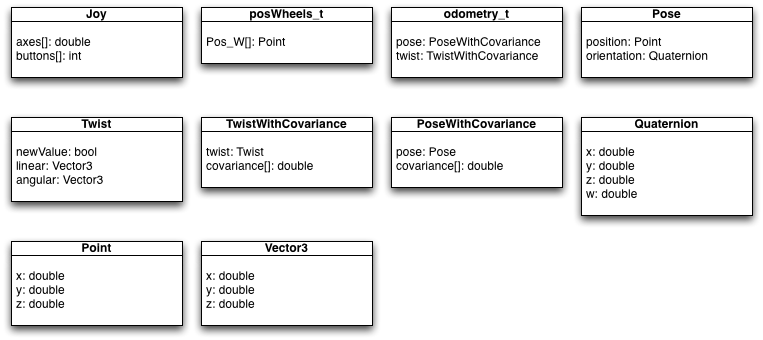 Joy
axes[]: double
buttons[]: int
posWheels_t
Pos_W[]: Point
odometry_t
pose: PoseWithCovariance
twist: TwistWithCovariance
Pose
position: Point
orientation: Quaternion
Twist
newValue: bool
linear: Vector3
angular: Vector3
TwistWithCovariance
twist: Twist
covariance[]: double
PoseWithCovariance
pose: Pose
covariance[]: double
Quaternion
x: double
y: double
z: double
w: double
Point
x: double
y: double
z: double
Vector3
x: double
y: double
z: double